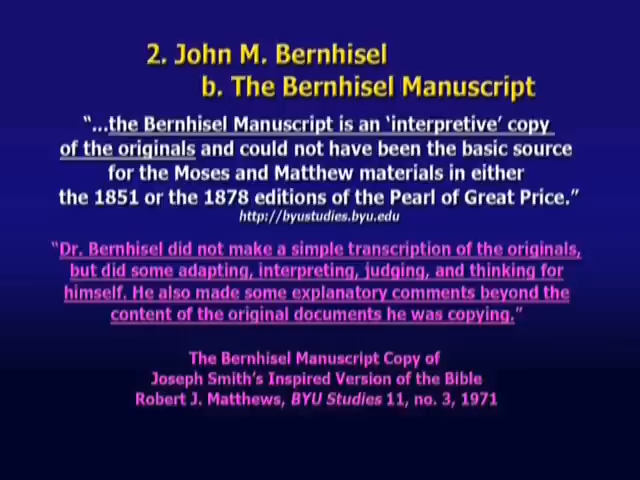 2. John M. Bernhisel
b. The Bernhisel Manuscript
“...the Bernhisel Manuscript is an ‘interpretive’ copy
of the originals and could not have been the basic source
for the Moses and Matthew materials in either
the 1851 or the 1878 editions of the Pearl of Great Price.”
http://byustudies.byu.edu
“Dr. Bernhisel did not make a simple transcription of the originals,
but did some adapting, interpreting, judging, and thinking for
himself. He also made some explanatory comments beyond the
content of the original documents he was copying.”
The Bernhisel Manuscript Copy of
Joseph Smith’s Inspired Version of the Bible
Robert J. Matthews, BYU Studies 11, no. 3, 1971